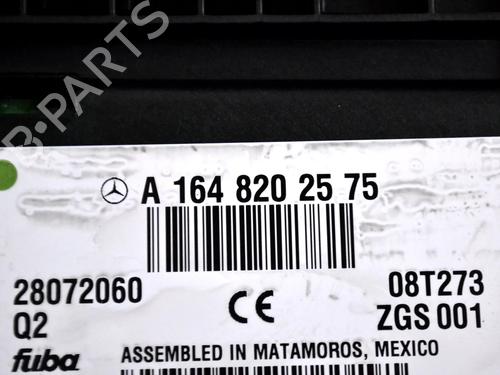 B-PARTS
A 164 820 25 75
28072060
08T273
Q2
CE
ZGS 001
fuba
ASSEMBLED IN MATAMOROS, MEXICO